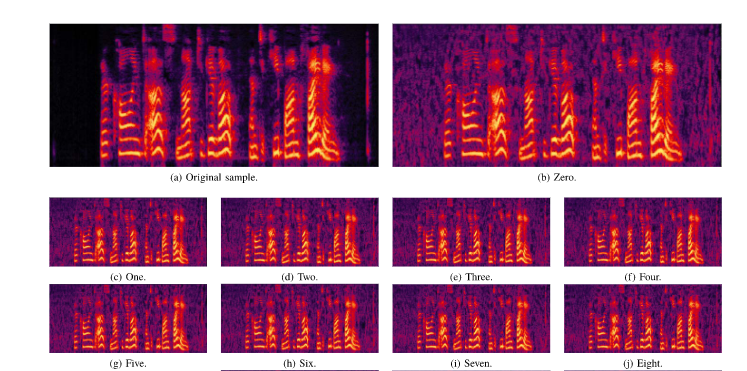 (a) Original sample.
(b) Zero.
(c) One.
(d) Two.
(e) Three.
(f) Four.
(g) Five.
(h) Six.
(i) Seven.
(j) Eight.